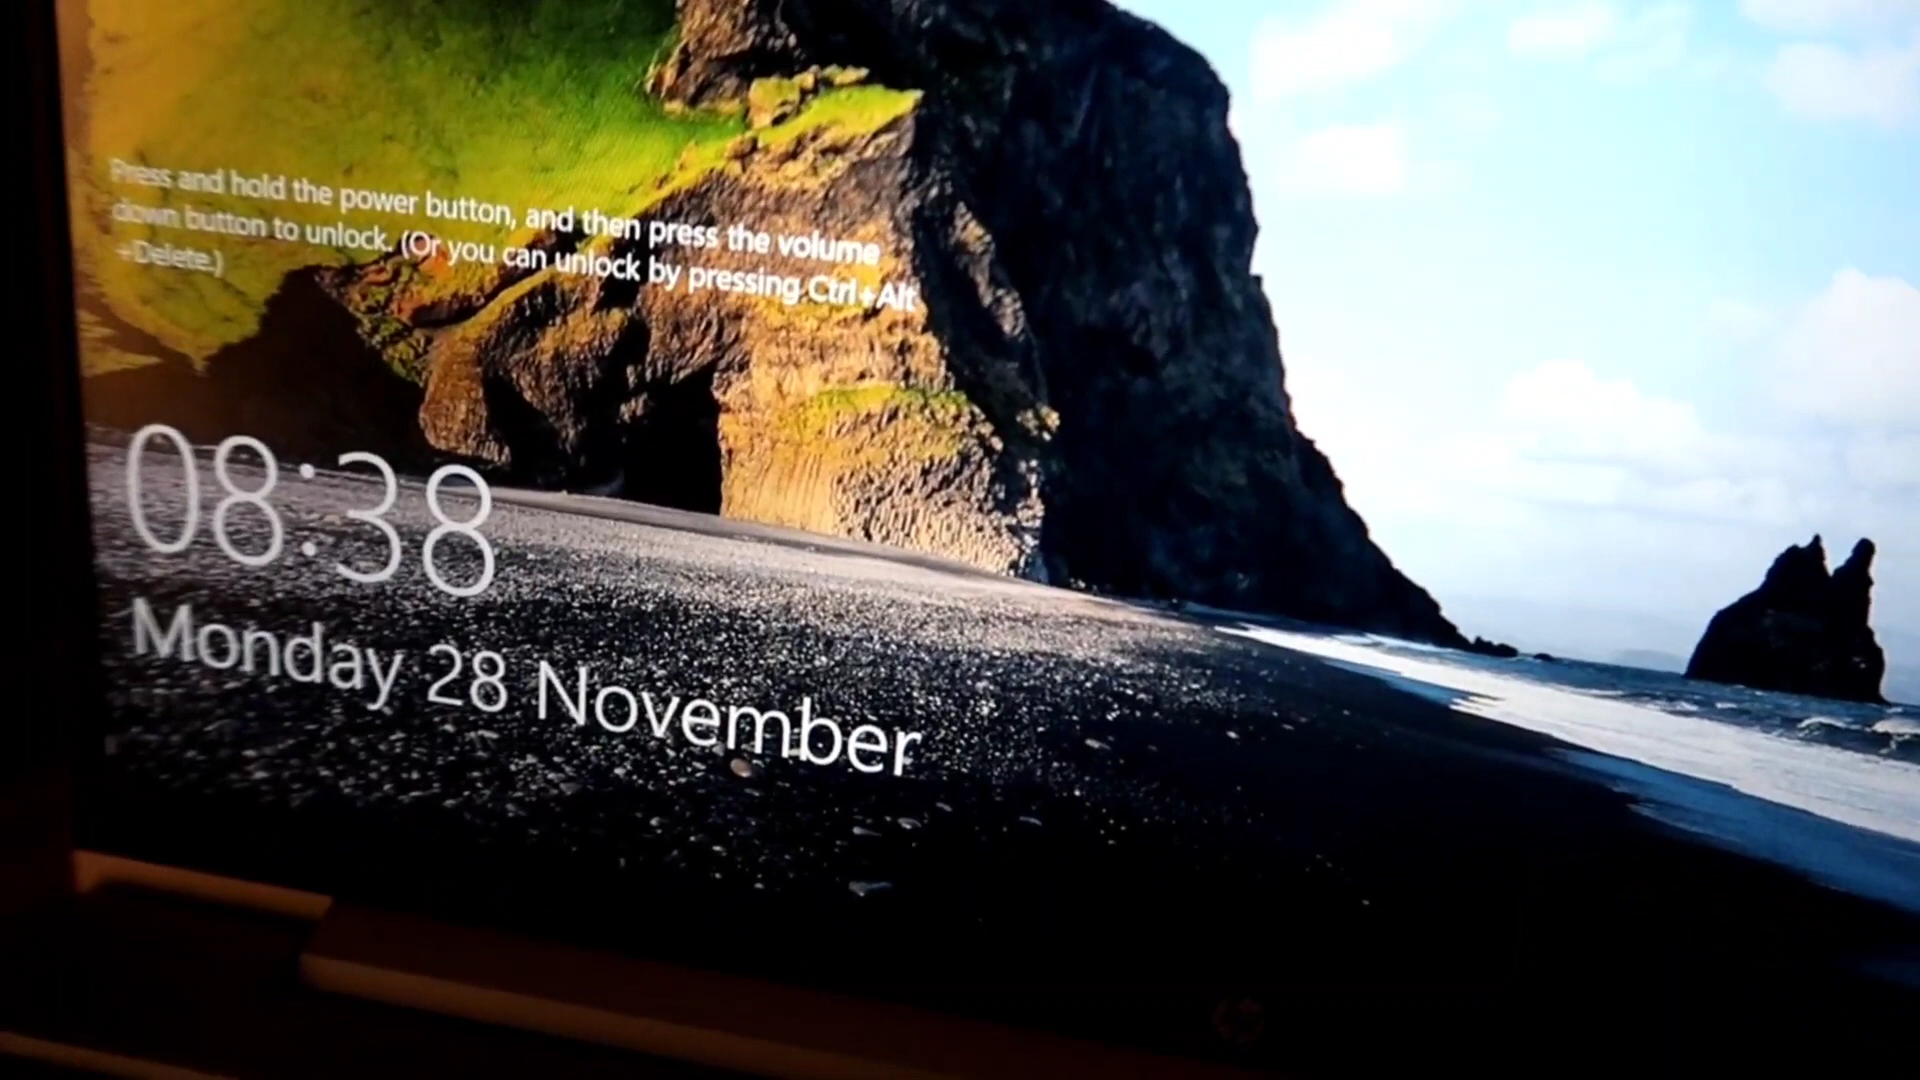 Press and hold the power button, and then press the volume
down button to unlock. (Or you can unlock by pressing Ctrl+Alt
+Delete.)
08:38
Monday 28 November